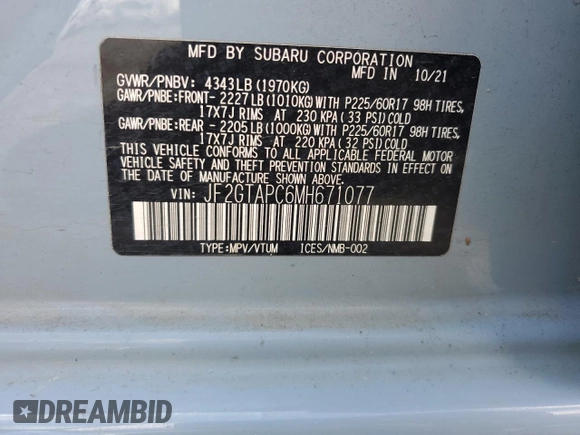 MFD BY SUBARU CORPORATION
MFD IN 10/21
GVWR/PNBV: 4343LB (1970KG)
GAWR/PNBE:FRONT- 2227LB (1010KG) WITH P225/60R17 98H TIRES,
17X7J RIMS AT 230 KPA ( 33 PSI) COLD
GAWR/PNBE:REAR - 2205LB (1000KG) WITH P225/60R17 98H TIRES,
17X7J RIMS AT 220 KPA ( 32 PSI) COLD
THIS VEHICLE CONFORMS TO ALL APPLICABLE FEDERAL MOTOR
VEHICLE SAFETY AND THEFT PREVENTION STANDARDS IN EFFECT ON
THE DATE OF MANUFACTURE SHOWN ABOVE.
VIN: JF2GTAPC6MH671077
TYPE:MPV/VTUM ICES/NMB-002
DREAMBID